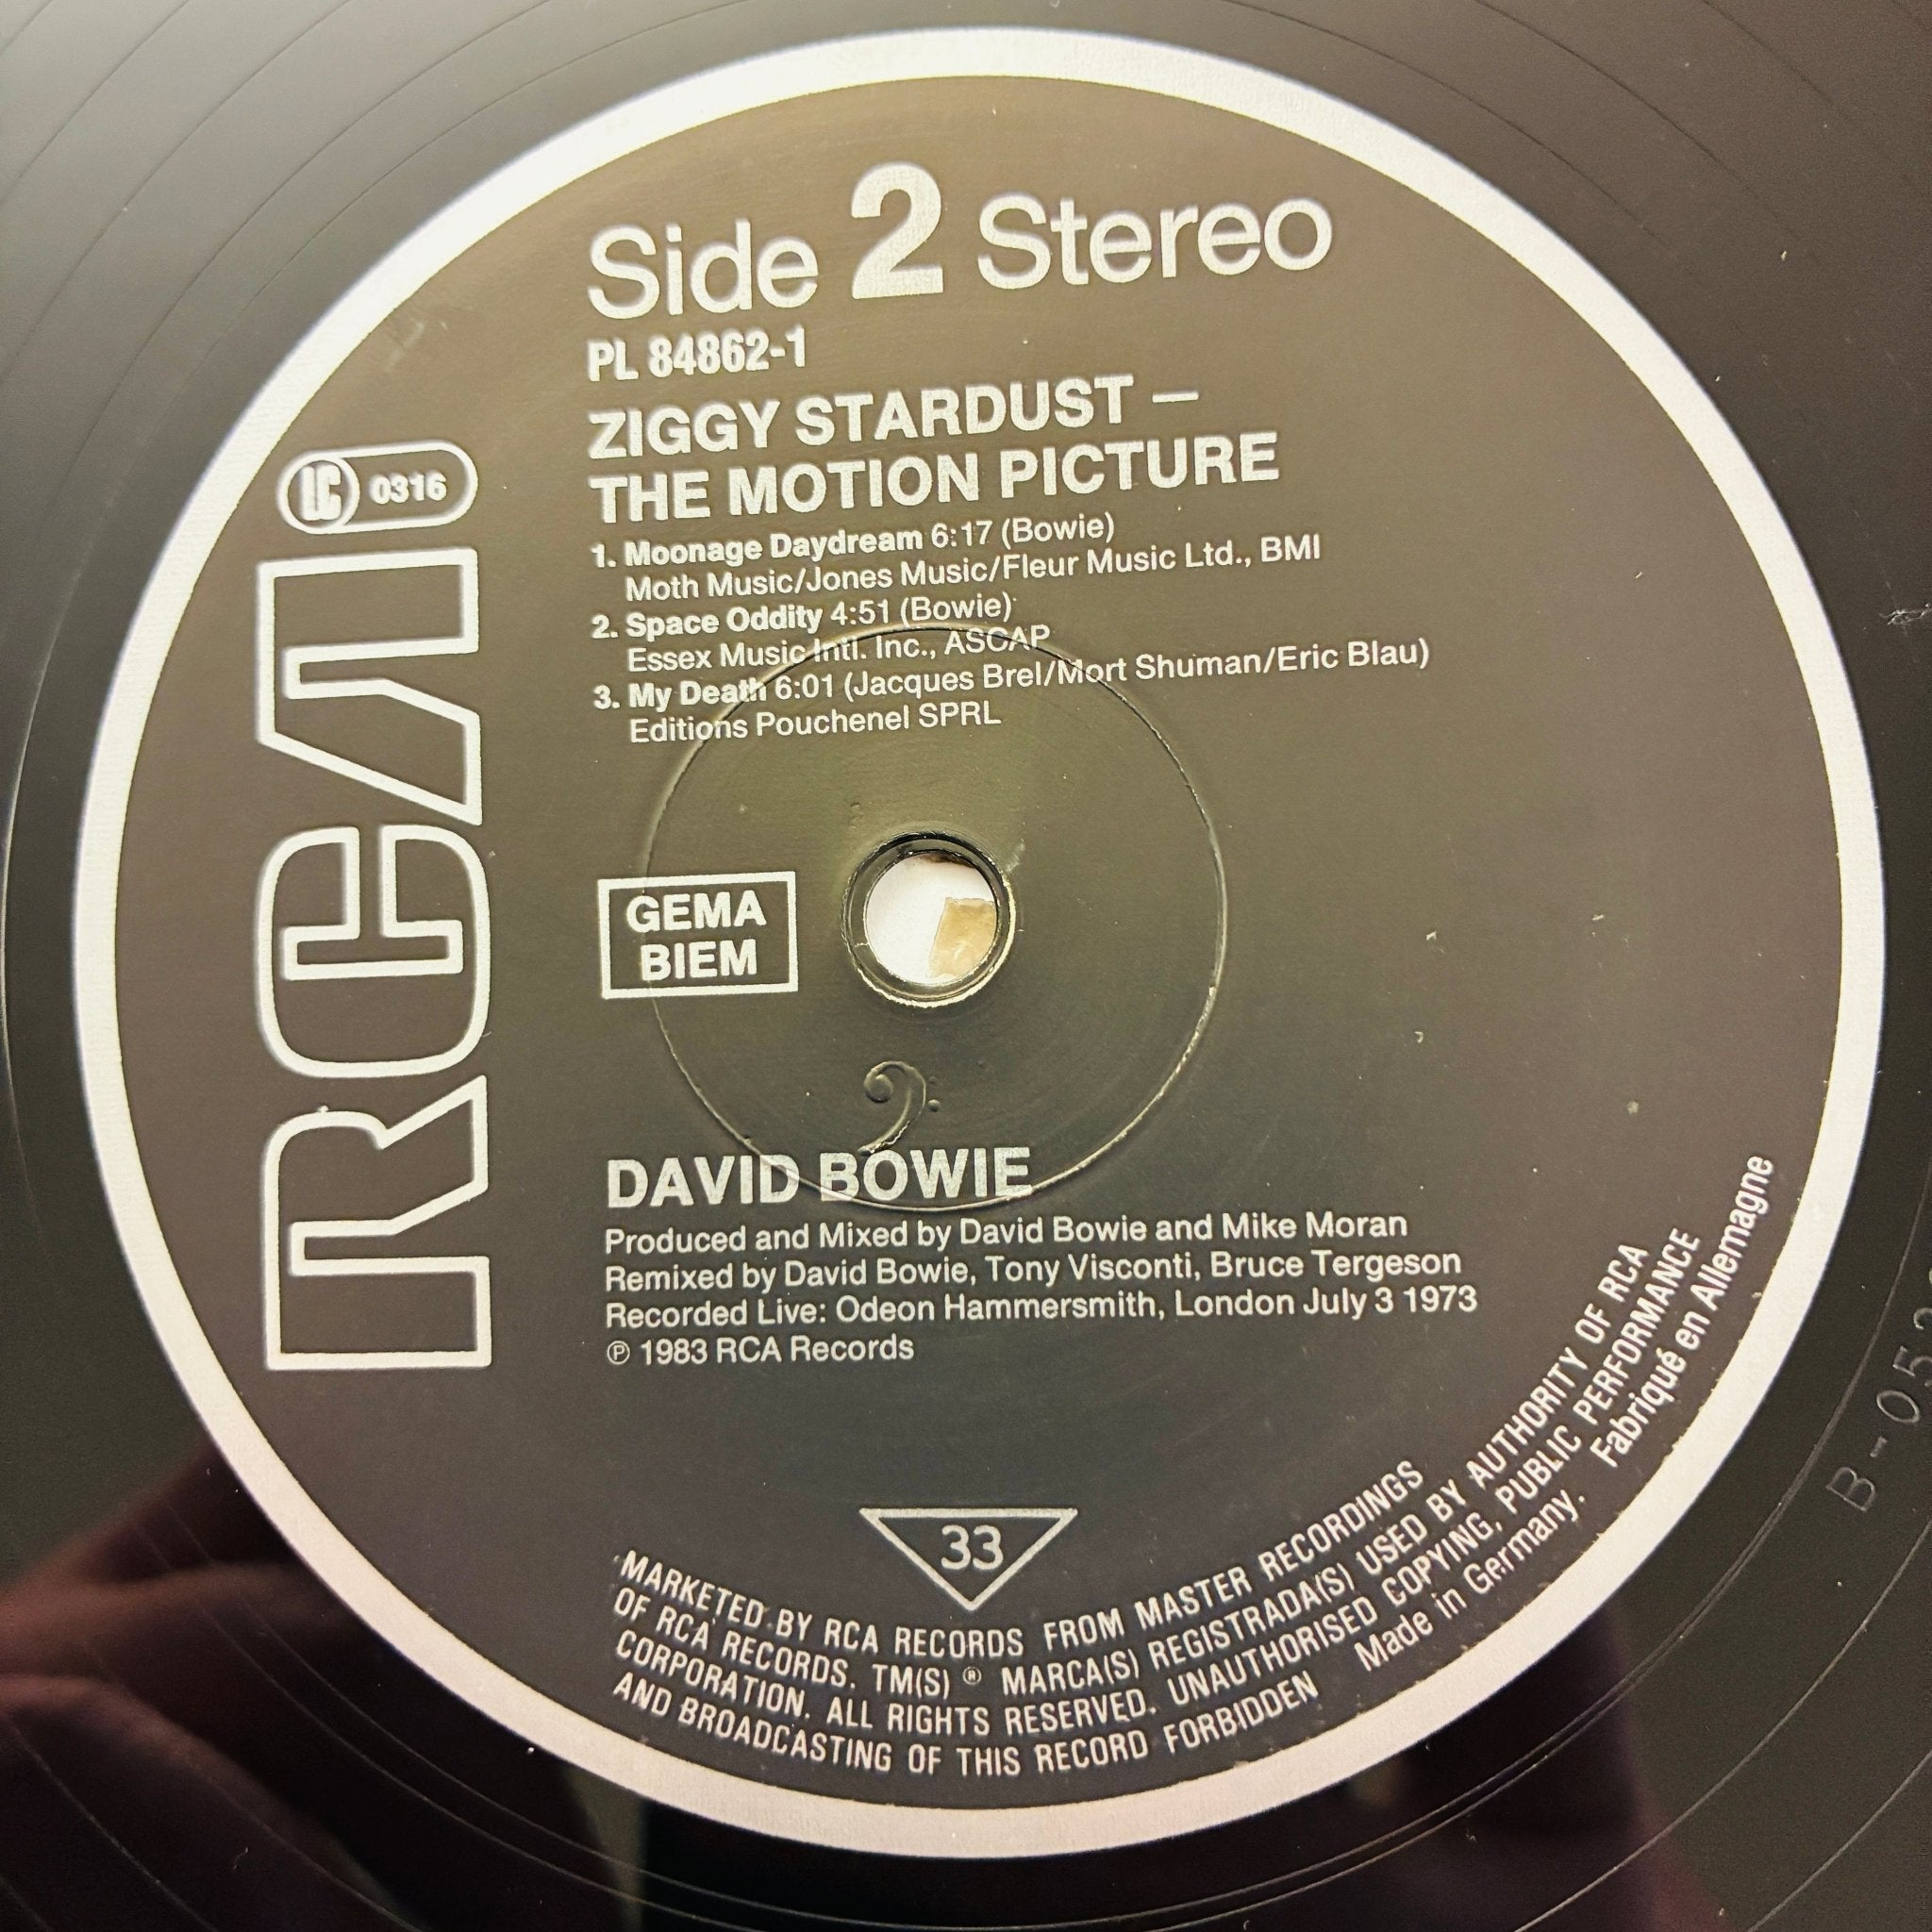 Side 2 Stereo
PL 84862-1
ZIGGY STARDUST –
THE MOTION PICTURE
1. Moonage Daydream 6:17 (Bowie)
Moth Music/Jones Music/Fleur Music Ltd., BMI
2. Space Oddity 4:51 (Bowie)
Essex Music Intl. Inc., ASCAP
3. My Death 6:01 (Jacques Brel/Mort Shuman/Eric Blau)
Editions Pouchenel SPRL
LC 0316
RCA
GEMA
BIEM
DAVID BOWIE
Produced and Mixed by David Bowie and Mike Moran
Remixed by David Bowie, Tony Visconti, Bruce Tergeson
Recorded Live: Odeon Hammersmith, London July 3 1973
℗ 1983 RCA Records
33
MARKETED BY RCA RECORDS FROM MASTER RECORDINGS
OF RCA RECORDS. TM(S) ® MARCA(S) REGISTRADA(S) USED BY AUTHORITY OF RCA
CORPORATION. ALL RIGHTS RESERVED. UNAUTHORISED COPYING, PUBLIC PERFORMANCE
AND BROADCASTING OF THIS RECORD FORBIDDEN Made in Germany. Fabriqué en Allemagne